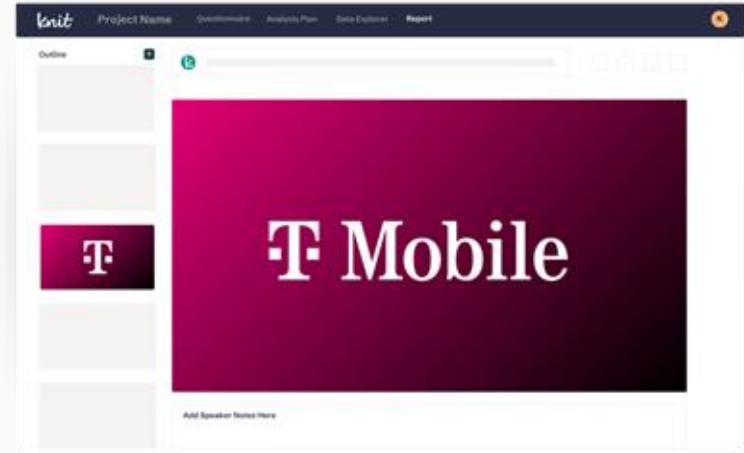 knit Project Name Questionnaire Analysis Plan Data Explorer Report K
Outline +
k
T
T Mobile
Add Speaker Notes Here